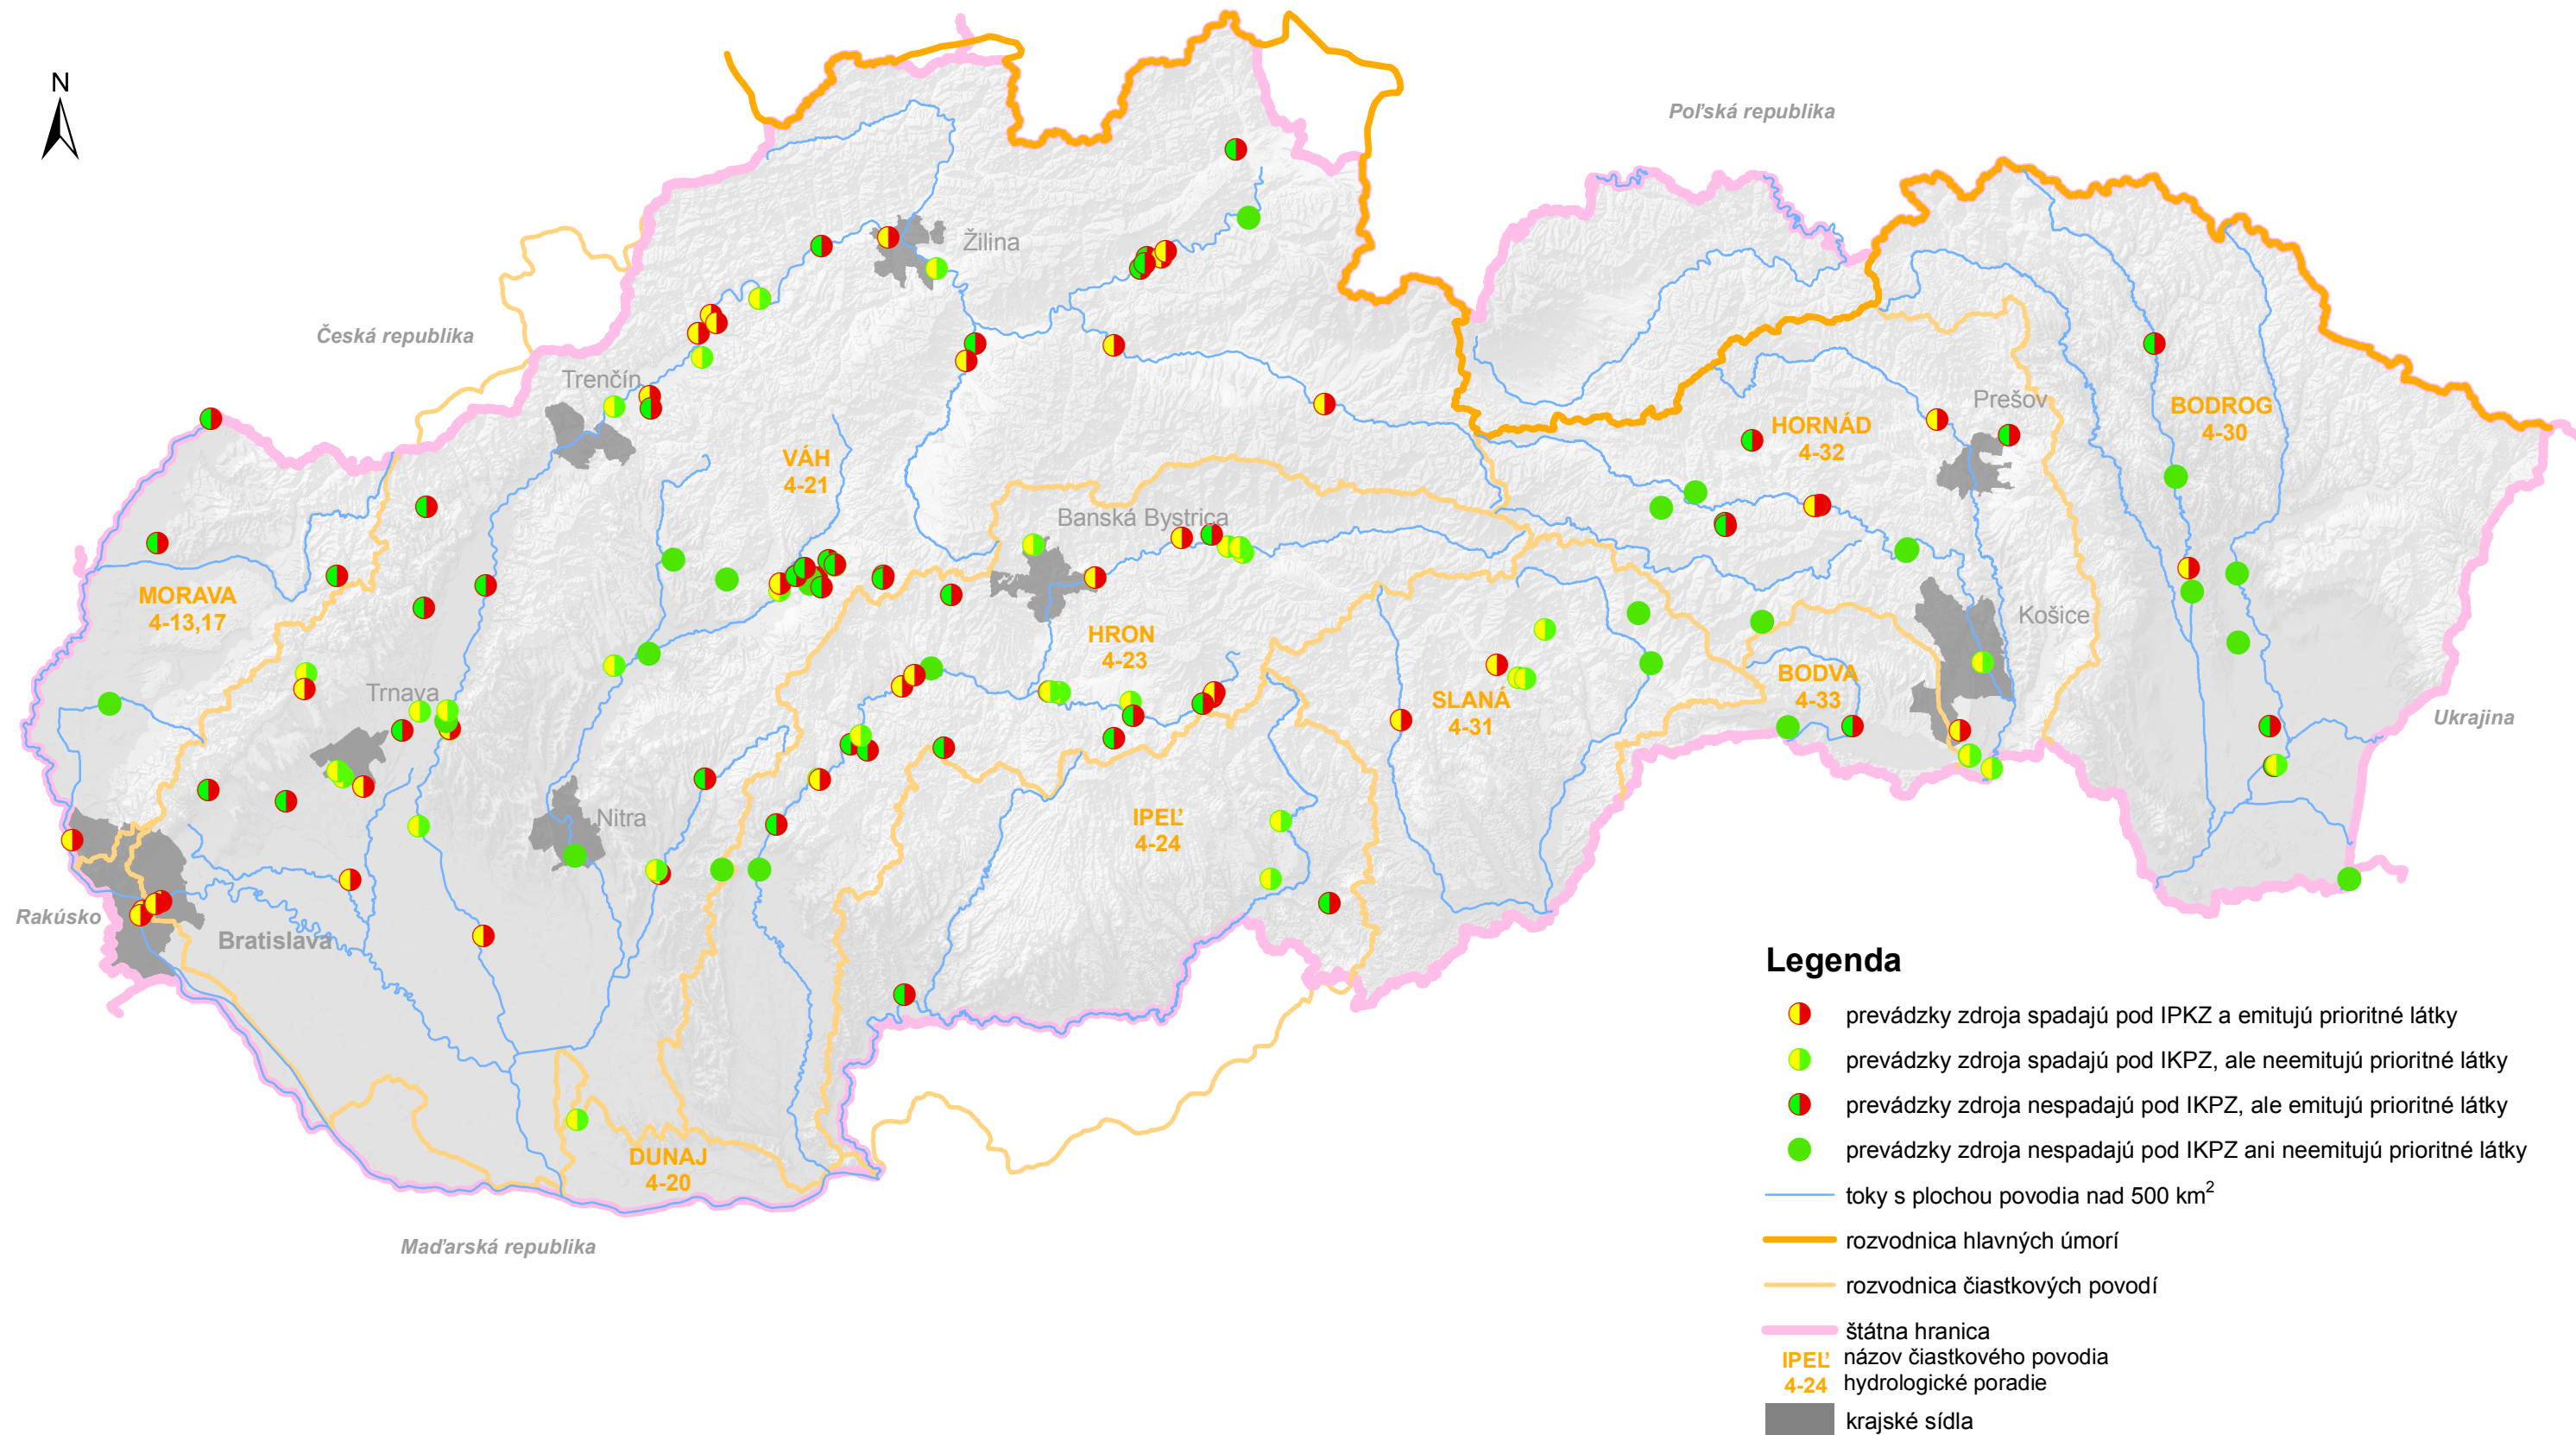 N
Poľská republika
Žilina
Česká republika
Trenčín
Prešov
HORNÁD
4-32
BODROG
4-30
VÁH
4-21
Banská Bystrica
MORAVA
4-13,17
Košice
HRON
4-23
Trnava
SLANÁ
4-31
BODVA
4-33
Ukrajina
IPEĽ
4-24
Nitra
Rakúsko
Bratislava
DUNAJ
4-20
Maďarská republika
Legenda
prevádzky zdroja spadajú pod IPKZ a emitujú prioritné látky
prevádzky zdroja spadajú pod IKPZ, ale neemitujú prioritné látky
prevádzky zdroja nespadajú pod IKPZ, ale emitujú prioritné látky
prevádzky zdroja nespadajú pod IKPZ ani neemitujú prioritné látky
toky s plochou povodia nad 500 km²
rozvodnica hlavných úmorí
rozvodnica čiastkových povodí
štátna hranica
IPEĽ názov čiastkového povodia
4-24 hydrologické poradie
krajské sídla